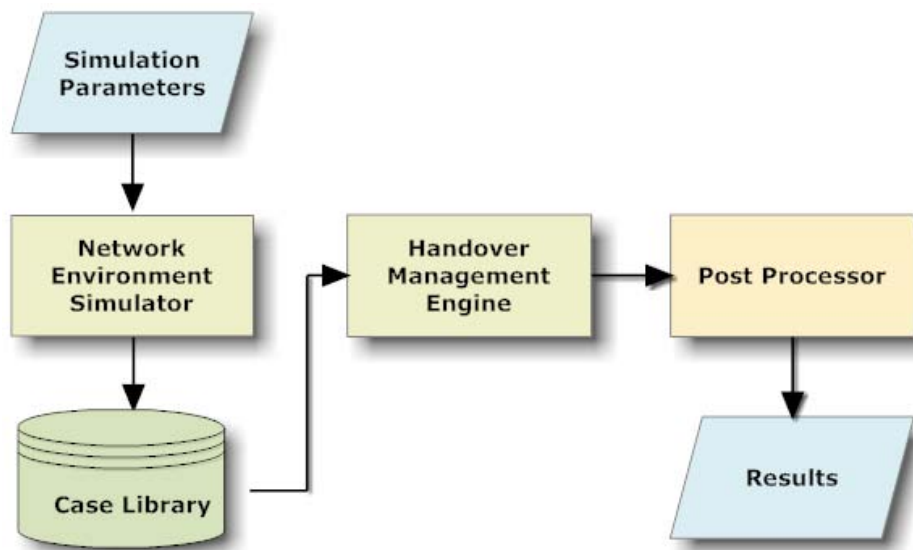 Simulation
Parameters
Network
Environment
Simulator
Case Library
Handover
Management
Engine
Post Processor
Results